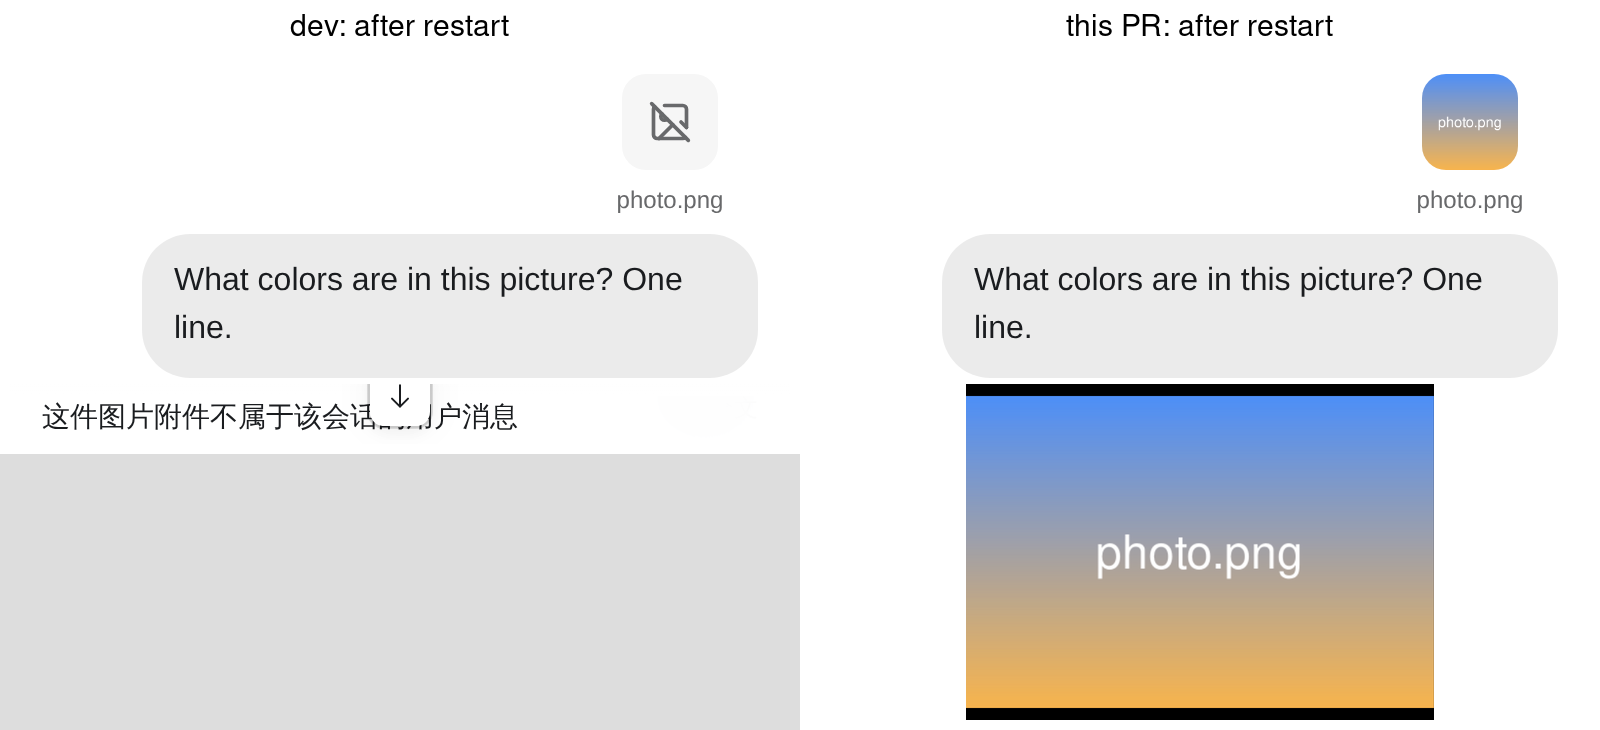 dev: after restart
this PR: after restart
photo.png
photo.png
photo.png
What colors are in this picture? One
line.
What colors are in this picture? One
line.
这件图片附件不属于该会话 户消息
photo.png